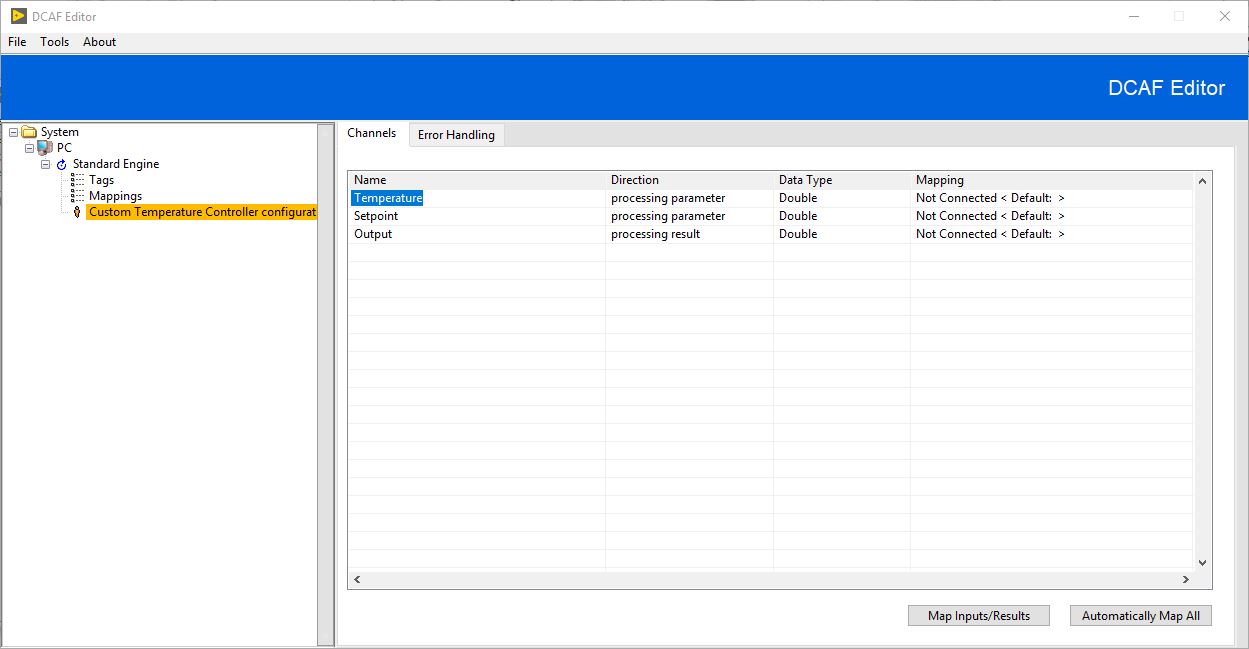 DCAF Editor
File Tools About
DCAF Editor
System
PC
Standard Engine
Tags
Mappings
Custom Temperature Controller configurat
Channels Error Handling
Name Direction Data Type Mapping
Temperature processing parameter Double Not Connected < Default: >
Setpoint processing parameter Double Not Connected < Default: >
Output processing result Double Not Connected < Default: >
Map Inputs/Results Automatically Map All